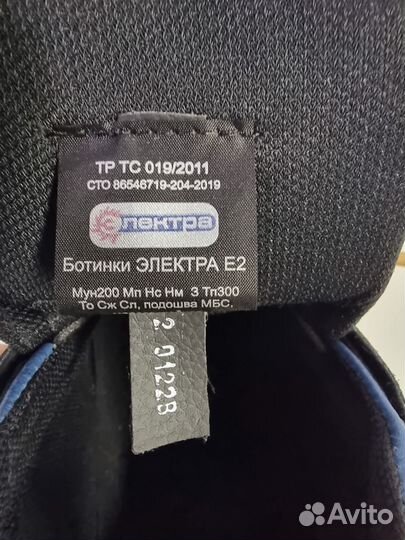 ТР ТС 019/2011
СТО 86546719-204-2019
электра
Ботинки ЭЛЕКТРА Е2
Мун200 Мп Нс Нм З Тп300
То Сж Сл, подошва МБС.
2 0122В
Avito